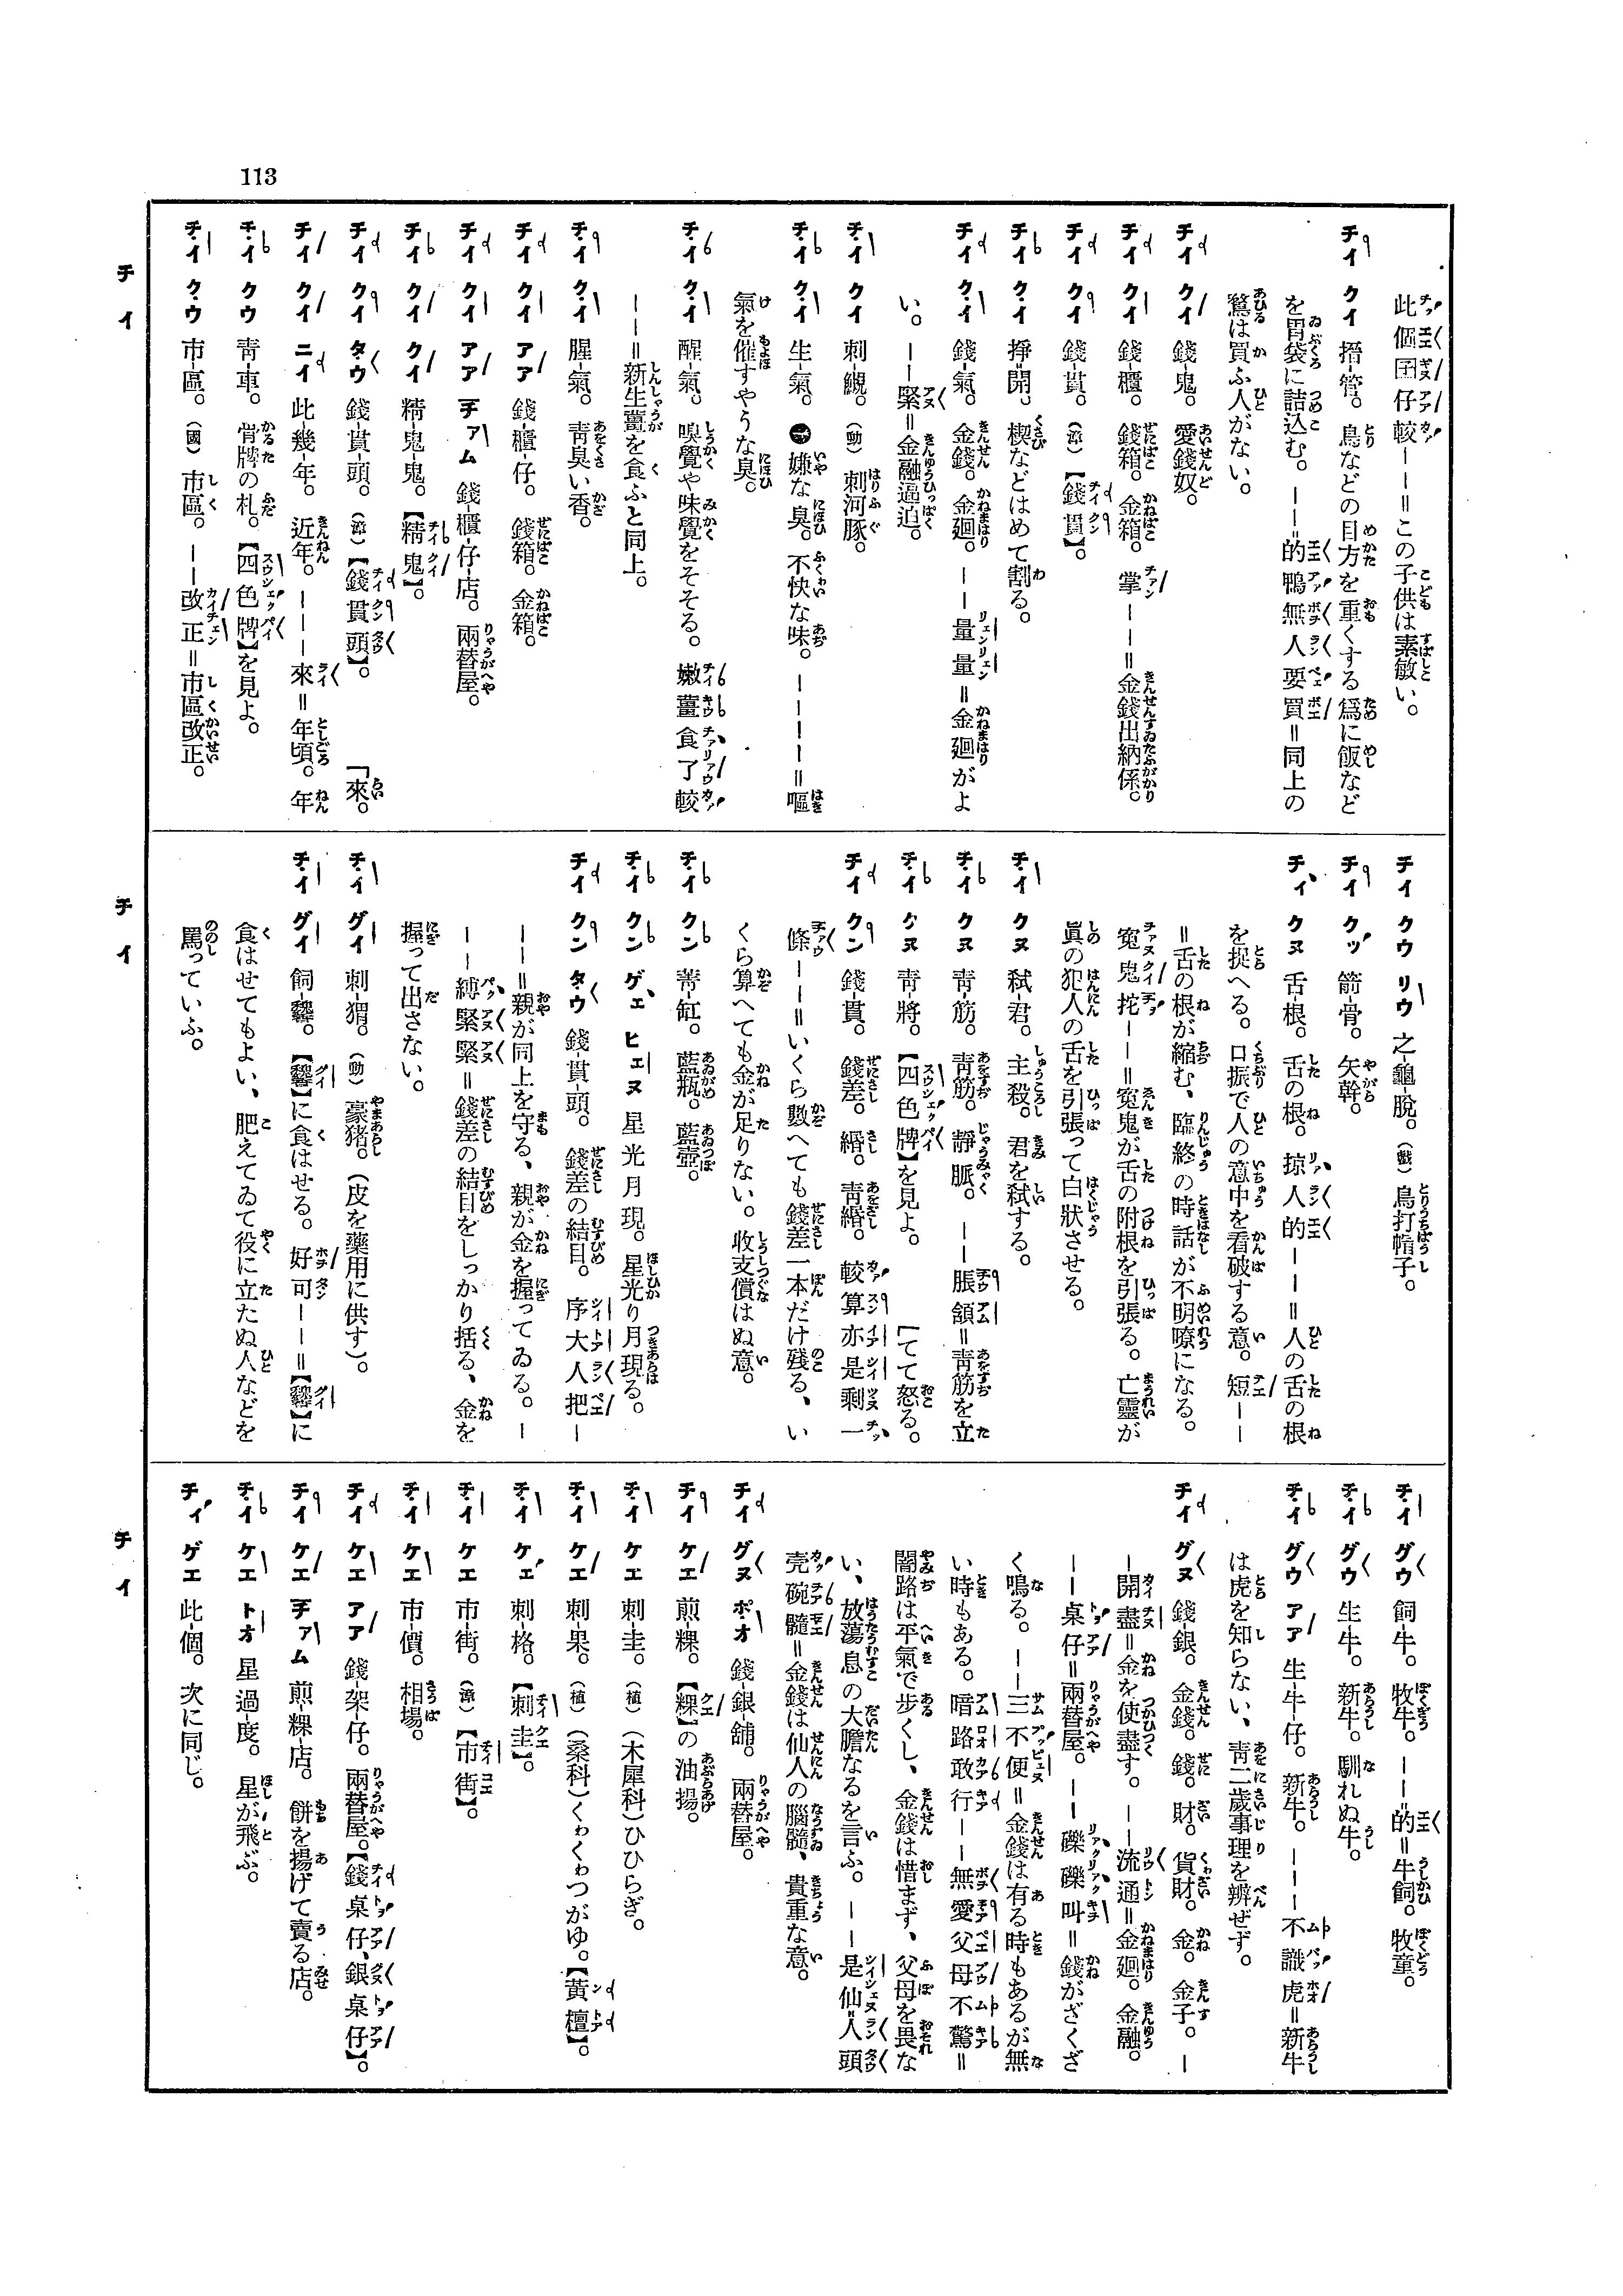 113
此個囝仔較――＝この子供は素敏い。
チイ クイ 搢-管。鳥などの目方を重くする爲に飯など
を胃袋に詰込む。――的鴨無人要買＝同上の
鶩は買ふ人がない。
チイ クイ 錢-鬼。愛錢奴。
チイ クイ 錢-櫃。錢箱。金箱。掌――＝金錢出納係。
チイ クイ 錢-貫。（漳）【錢貫】。
チイ クイ 掙-開。楔などはめて割る。
チイ クイ 錢-氣。金錢。金廻。――量量＝金廻がよ
い。――緊＝金融逼迫。
チイ クイ 刺-鯢。（動）刺河豚。
チイ クイ 生-氣。嫌な臭。不快な味。――――＝嘔
氣を催すやうな臭。
チイ クイ 醒-氣。嗅覺や味覺をそそる。嫩薑食了較
――＝新生薑を食ふと同上。
チイ クイ 腥-氣。靑臭い香。
チイ クイ アア 錢-櫃-仔。錢箱。金箱。
チイ クイ アア チアム 錢-櫃-仔-店。兩替屋。
チイ クイ クイ 精-鬼-鬼。【精鬼】。
チイ クイ タウ 錢-貫-頭。（漳）【錢貫頭】。「來。
チイ クイ ニイ 此-幾-年。近年。―――來＝年頃。年
チイ クウ 靑-車。骨牌の札。【四色牌】を見よ。
チイ クウ 市-區。（國）市區。――改正＝市區改正。
チイ
チイ クウ リウ 之-龜-脫。（戲）鳥打帽子。
チイ クッ 箭-骨。矢幹。
チイ クヌ 舌-根。舌の根。掠人的――＝人の舌の根
を捉へる。口振で人の意中を看破する意。短――
＝舌の根が縮む、臨終の時話が不明瞭になる。
寃鬼挓――＝寃鬼が舌の附根を引張る。亡靈が
眞の犯人の舌を引張って白狀させる。
チイ クヌ 弑-君。主殺。君を弑する。
チイ クヌ 靑-筋。靑筋。靜脈。――脹頷＝靑筋を立
チイ クヌ 靑-將。【四色牌】を見よ。［てて怒る。
チイ クン 錢-貫。錢差。緡。靑緡。較算亦是剩一
條――＝いくら數へても錢差一本だけ殘る、い
くら算へても金が足りない。收支償はぬ意。
チイ クン 菁-缸。藍瓶。藍壺。
チイ クン ゲエ ヒエヌ 星光月現。星光り月現る。
チイ クン タウ 錢-貫-頭。錢差の結目。序大人把―
――＝親が同上を守る、親が金を握ってゐる。―
――縛緊緊＝錢差の結目をしっかり括る、金を
握って出さない。
チイ グイ 刺-猬。（動）豪猪。（皮を藥用に供す）。
チイ グイ 飼-。【】に食はせる。好可――＝【】に
食はせてもよい、肥えてゐて役に立たぬ人などを
罵っていふ。
チイ
チイ グウ 飼-牛。牧牛。――的＝牛飼。牧童。
チイ グウ 生-牛。新牛。馴れぬ牛。
チイ グウ アア 生-牛-仔。新牛。―――不識虎＝新牛
は虎を知らない、靑二歲事理を辨ぜず。
チイ グヌ 錢-銀。金錢。錢。財。貨財。金。金子。―
―開盡＝金を使盡す。――流通＝金廻。金融。
――桌仔＝兩替屋。――礫礫叫＝錢がざくざ
く鳴る。――三不便＝金錢は有る時もあるが無
い時もある。暗路敢行――無愛父母不驚＝
闇路は平氣で步くし、金錢は惜まず、父母を畏な
い、放蕩息の大膽なるを言ふ。――是仙人頭
壳碗髓＝金錢は仙人の腦髓、貴重な意。
チイ グヌ ポオ 錢-銀-舖。兩替屋。
チイ ケエ 煎-粿。【粿】の油揚。
チイ ケエ 刺-圭。（植）（木犀科）ひひらぎ。
チイ ケエ 刺-果。（植）（桑科）くゎくゎつがゆ。【黃檀】。
チイ ケエ 刺-格。【刺圭】。
チイ ケエ 市-街。（漳）【市街】。
チイ ケエ 市-價。相場。
チイ ケエ アア 錢-架-仔。兩替屋。【錢桌仔、銀桌仔】。
チイ ケエ チアム 煎-粿-店。餅を揚げて賣る店。
チイ ケエ トオ 星過-度。星が飛ぶ。
チイ ゲエ 此-個。次に同じ。
チイ